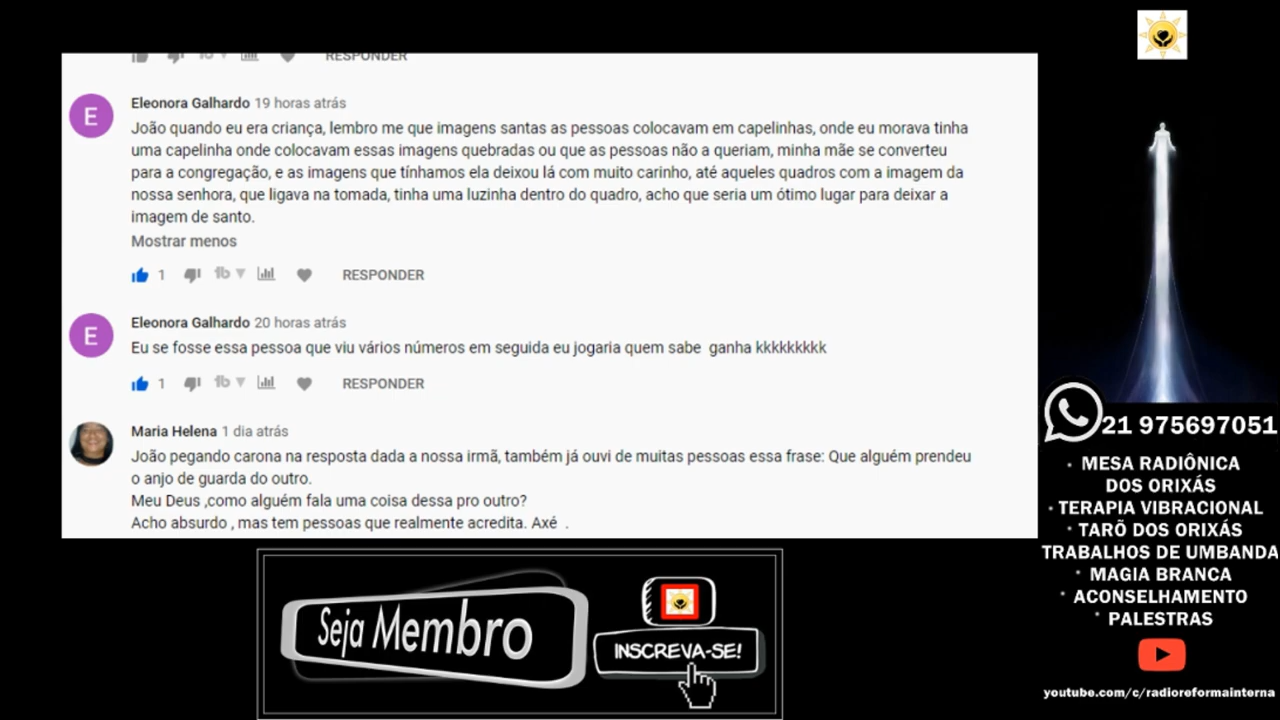 RESPONDER
E
Eleonora Galhardo 19 horas atrás
João quando eu era criança, lembro me que imagens santas as pessoas colocavam em capelinhas, onde eu morava tinha
uma capelinha onde colocavam essas imagens quebradas ou que as pessoas não a queriam, minha mãe se converteu
para a congregação, e as imagens que tínhamos ela deixou lá com muito carinho, até aqueles quadros com a imagem da
nossa senhora, que ligava na tomada, tinha uma luzinha dentro do quadro, acho que seria um ótimo lugar para deixar a
imagem de santo.
Mostrar menos
1 RESPONDER
E
Eleonora Galhardo 20 horas atrás
Eu se fosse essa pessoa que viu vários números em seguida eu jogaria quem sabe ganha kkkkkkkkk
1 RESPONDER
Maria Helena 1 dia atrás
João pegando carona na resposta dada a nossa irmã, também já ouvi de muitas pessoas essa frase: Que alguém prendeu
o anjo de guarda do outro.
Meu Deus ,como alguém fala uma coisa dessa pro outro?
Acho absurdo , mas tem pessoas que realmente acredita. Axé .
Seja Membro
INSCREVA-SE!
21 975697051
· MESA RADIÔNICA
DOS ORIXÁS
· TERAPIA VIBRACIONAL
· TARÕ DOS ORIXÁS
TRABALHOS DE UMBANDA
· MAGIA BRANCA
· ACONSELHAMENTO
· PALESTRAS
youtube.com/c/radioreformainterna